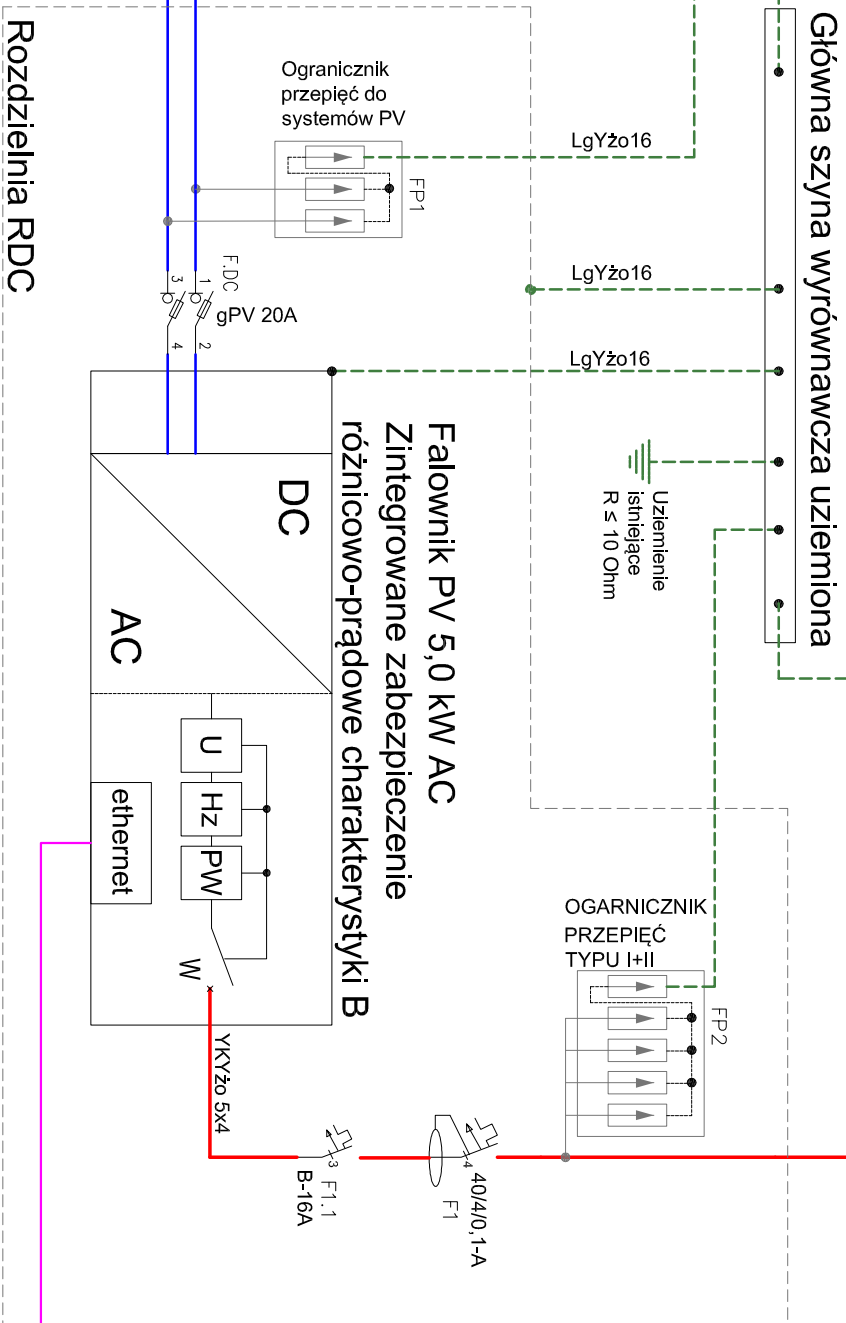 Główna szyna wyrównawcza uziemiona
Rozdzielnia RDC
Ogranicznik
przepięć do
systemów PV
FP1
LgYżo16
LgYżo16
LgYżo16
F.DC
1
3
2
4
gPV 20A
Uziemienie
istniejące
R ≤ 10 Ohm
Falownik PV 5,0 kW AC
Zintegrowane zabezpieczenie
różnicowo-prądowe charakterystyki B
DC
AC
U
Hz
PW
W
ethernet
OGARNICZNIK
PRZEPIĘĆ
TYPU I+II
FP2
YKYżo 5x4
3
F1.1
B-16A
4
40/4/0,1-A
F1